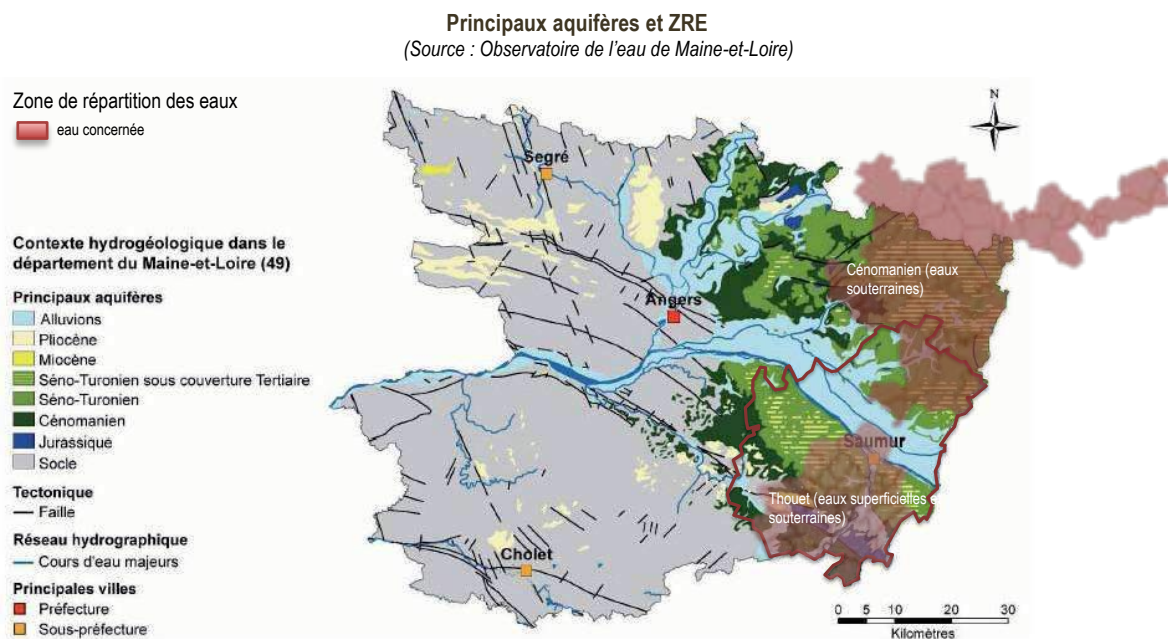 Principaux aquifères et ZRE
(Source : Observatoire de l'eau de Maine-et-Loire)
Zone de répartition des eaux
eau concernée
N
Segré
Contexte hydrogéologique dans le
département du Maine-et-Loire (49)
Principaux aquifères
Alluvions
Pliocène
Miocène
Séno-Turonien sous couverture Tertiaire
Séno-Turonien
Cénomanien
Jurassique
Socle
Tectonique
Faille
Réseau hydrographique
Cours d'eau majeurs
Principales villes
Préfecture
Sous-préfecture
Cénomanien (eaux
souterraines)
Angers
Saumur
Thouet (eaux superficielles e
souterraines)
Cholet
0 5 10 20 30
Kilomètres